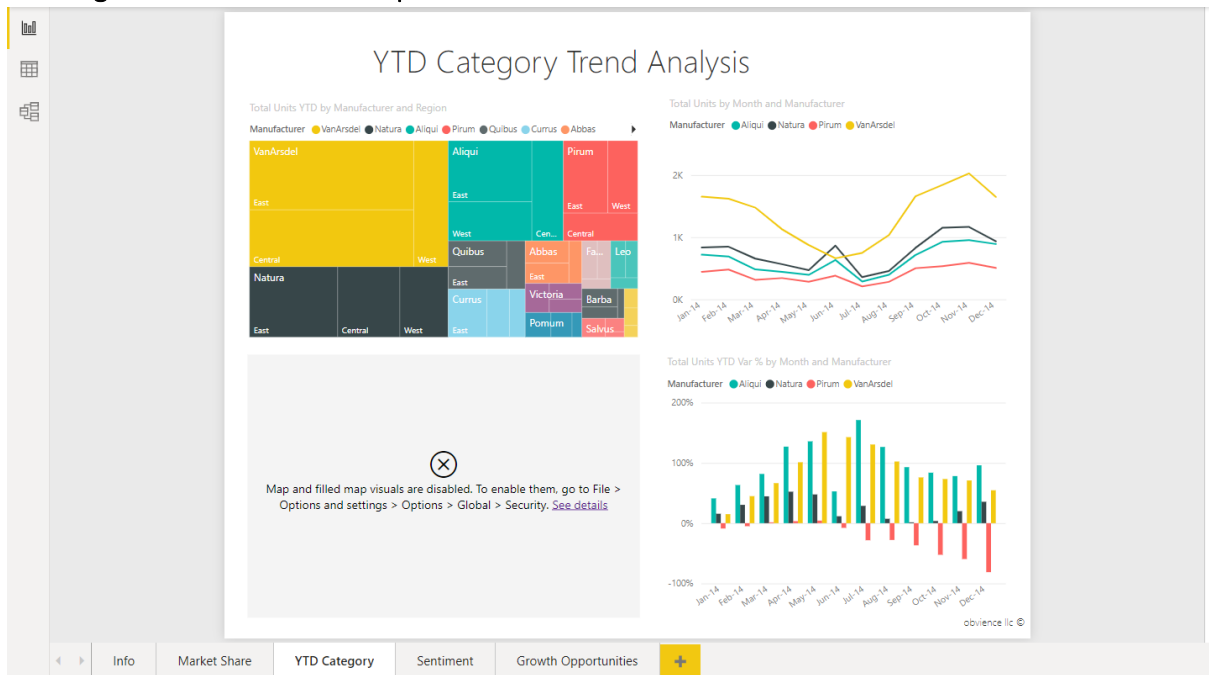 YTD Category Trend Analysis
Total Units YTD by Manufacturer and Region
Manufacturer VanArsdel Natura Aliqui Pirum Quibus Currus Abbas
VanArsdel
East
Central
West
Natura
East
Central
West
Aliqui
East
West
Cen...
Pirum
East
West
Central
Quibus
East
Currus
East
Abbas
East
Fa...
Leo
Victoria
Barba
Pomum
Salvus
Total Units by Month and Manufacturer
Manufacturer Aliqui Natura Pirum VanArsdel
2K
1K
0K
Jan-14 Feb-14 Mar-14 Apr-14 May-14 Jun-14 Jul-14 Aug-14 Sep-14 Oct-14 Nov-14 Dec-14
Map and filled map visuals are disabled. To enable them, go to File >
Options and settings > Options > Global > Security. See details
Total Units YTD Var % by Month and Manufacturer
Manufacturer Aliqui Natura Pirum VanArsdel
200%
100%
0%
-100%
Jan-14 Feb-14 Mar-14 Apr-14 May-14 Jun-14 Jul-14 Aug-14 Sep-14 Oct-14 Nov-14 Dec-14
obvience llc ©
Info Market Share YTD Category Sentiment Growth Opportunities +